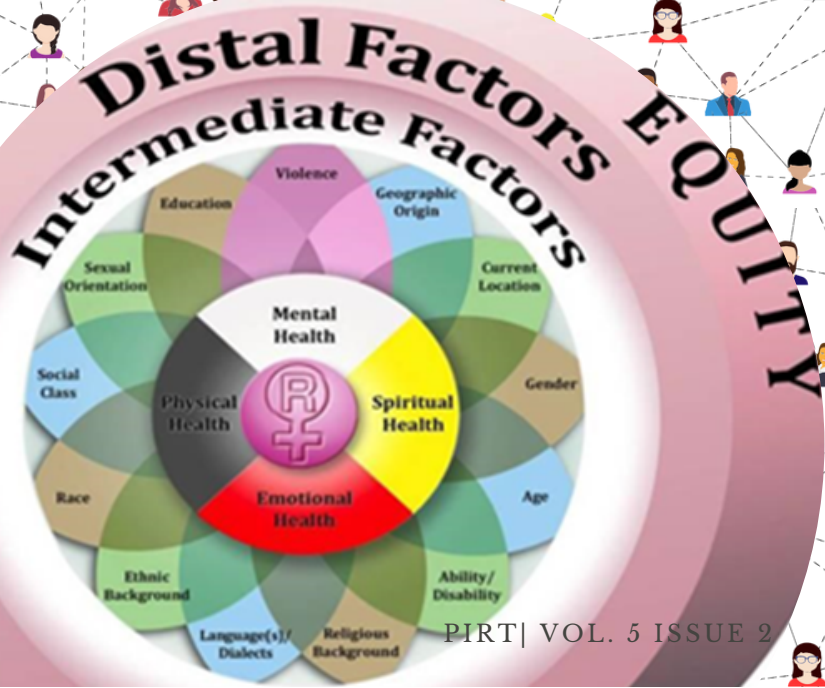 Distal Factors
EQUITY
Intermediate Factors
Violence
Geographic
Origin
Current
Location
Gender
Age
Ability/
Disability
Religious
Background
Language(s)/
Dialects
Ethnic
Background
Race
Social
Class
Sexual
Orientation
Education
Mental
Health
Spiritual
Health
Emotional
Health
Physical
Health
R
PIRT| VOL. 5 ISSUE 2